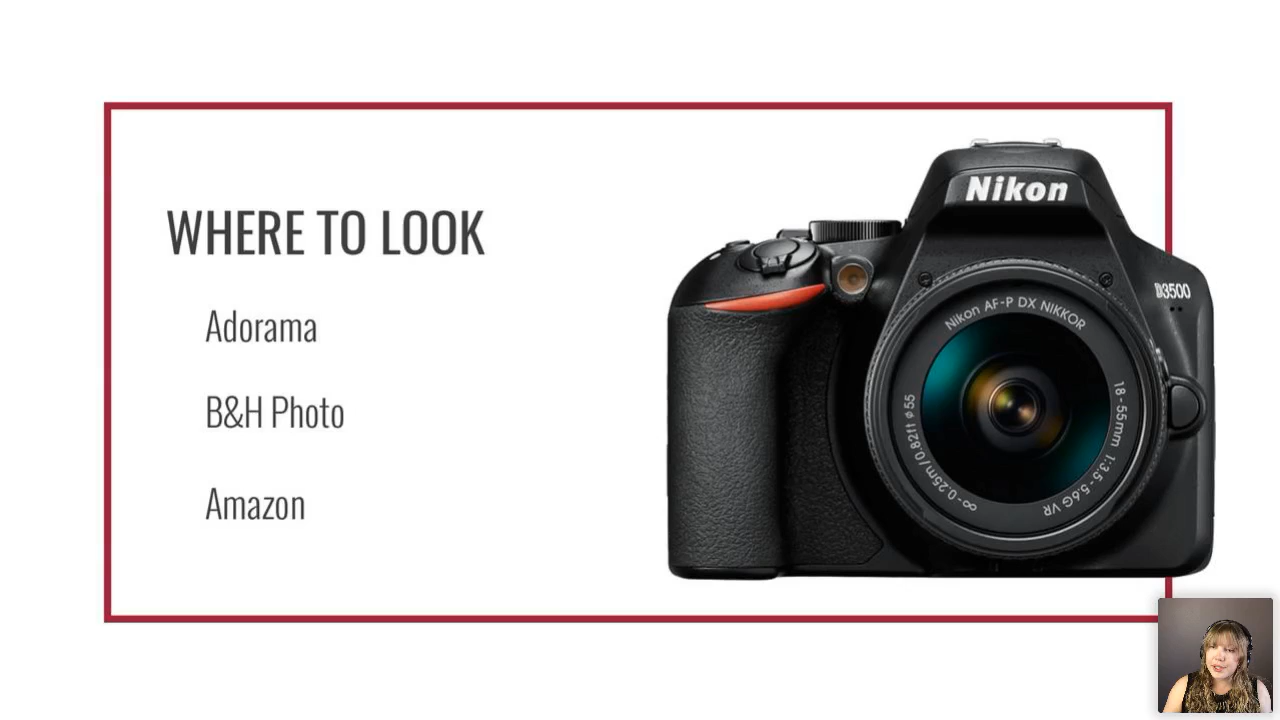 WHERE TO LOOK
Adorama
B&H Photo
Amazon
Nikon
D3500
Nikon AF-P DX NIKKOR
18-55mm 1:3.5-5.6G VR
∞-0.25m/0.82ft ⌀55